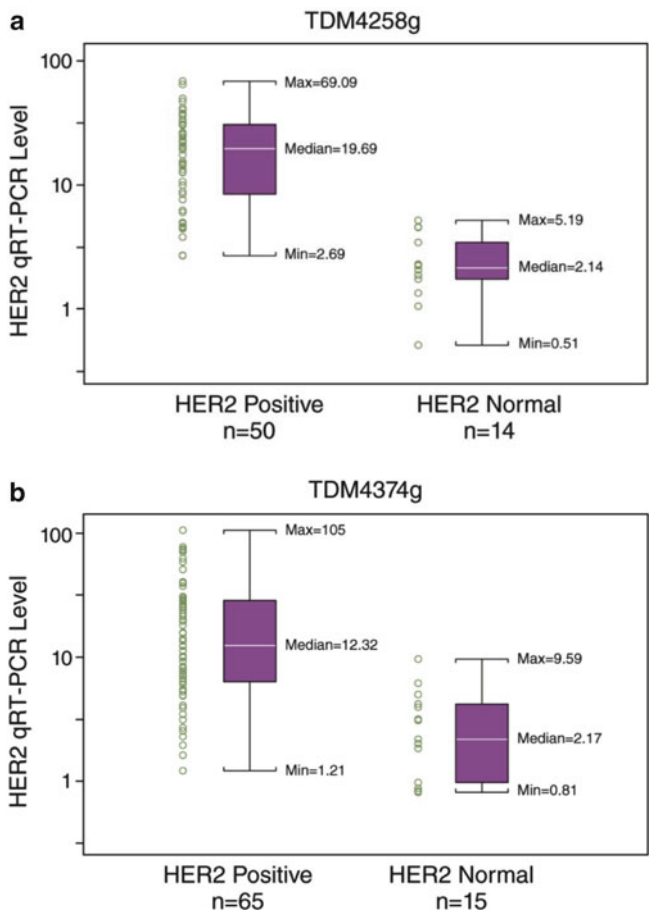 a
TDM4258g
HER2 qRT-PCR Level
100
10
1
Max=69.09
Median=19.69
Min=2.69
Max=5.19
Median=2.14
Min=0.51
HER2 Positive
n=50
HER2 Normal
n=14
b
TDM4374g
HER2 qRT-PCR Level
100
10
1
Max=105
Median=12.32
Min=1.21
Max=9.59
Median=2.17
Min=0.81
HER2 Positive
n=65
HER2 Normal
n=15